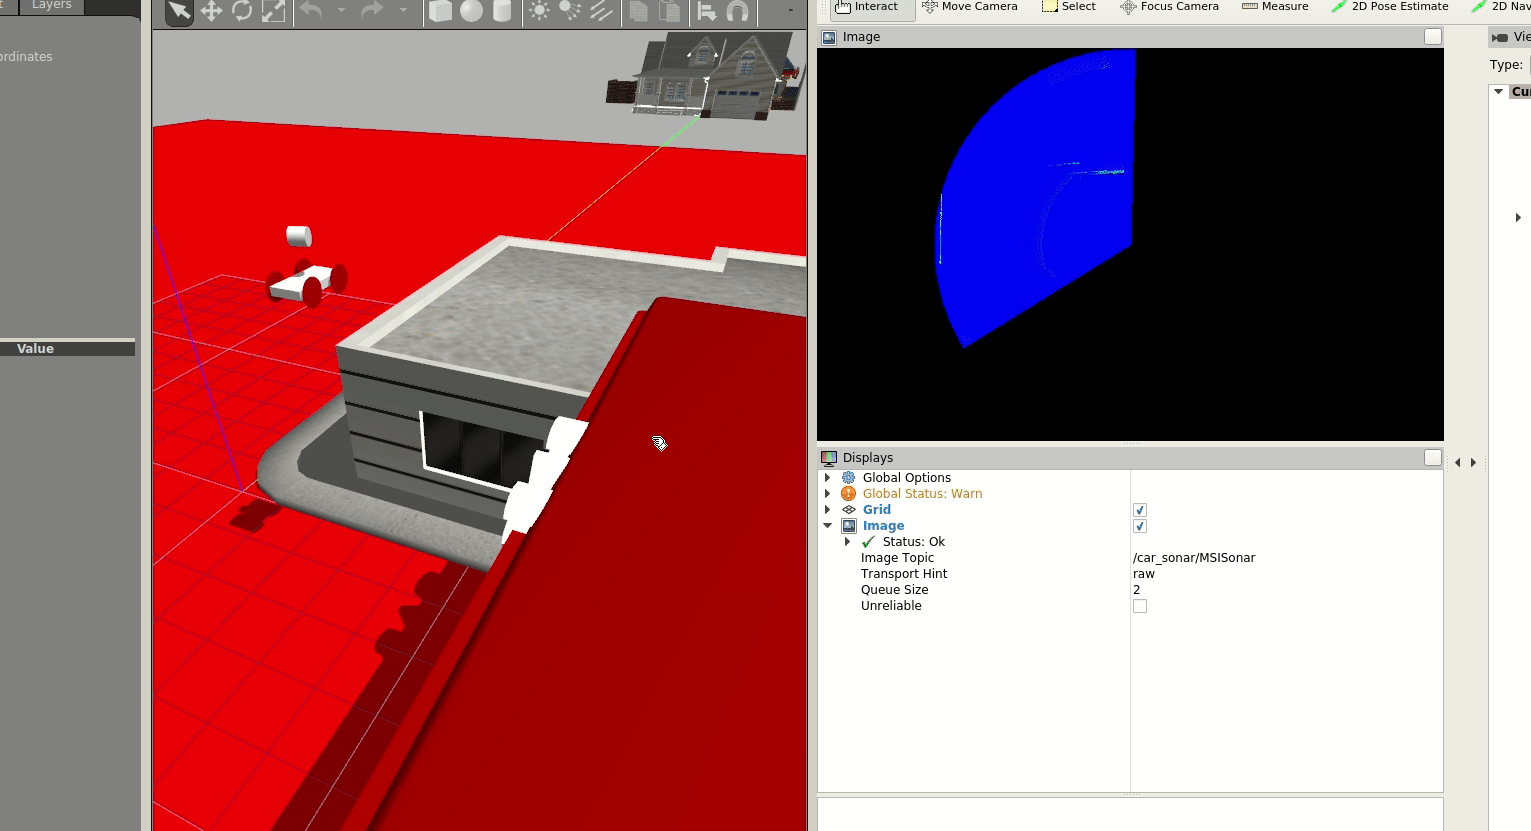 t Layers
ordinates
Value
Interact Move Camera Select Focus Camera Measure 2D Pose Estimate 2D Nav
Image
Vie
Type:
Cur
Displays
Global Options
Global Status: Warn
Grid
Image
Status: Ok
Image Topic /car_sonar/MSISonar
Transport Hint raw
Queue Size 2
Unreliable